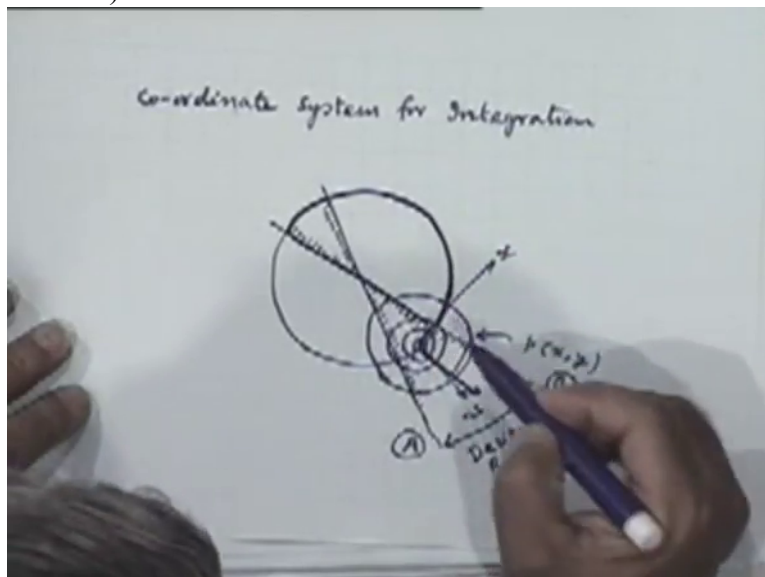 Co-ordinate System for Integration
x
p(x, y)
(A)